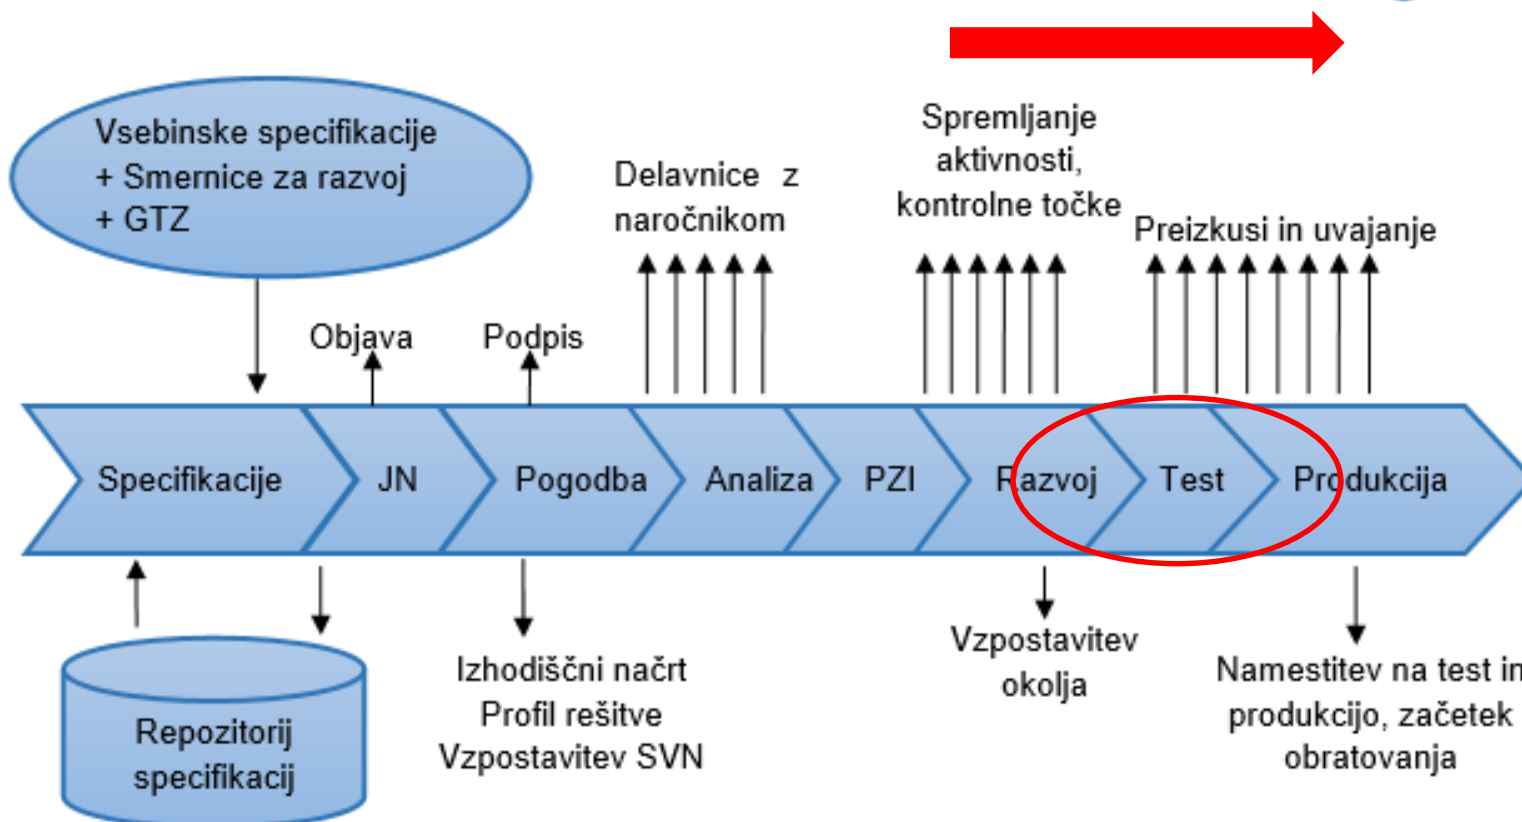 Vsebinske specifikacije
+ Smernice za razvoj
+ GTZ
Delavnice z
naročnikom
Spremljanje
aktivnosti,
kontrolne točke
Preizkusi in uvajanje
Objava
Podpis
Specifikacije
JN
Pogodba
Analiza
PZI
Razvoj
Test
Produkcija
Repozitorij
specifikacij
Izhodiščni načrt
Profil rešitve
Vzpostavitev SVN
Vzpostavitev
okolja
Namestitev na test in
produkcijo, začetek
obratovanja